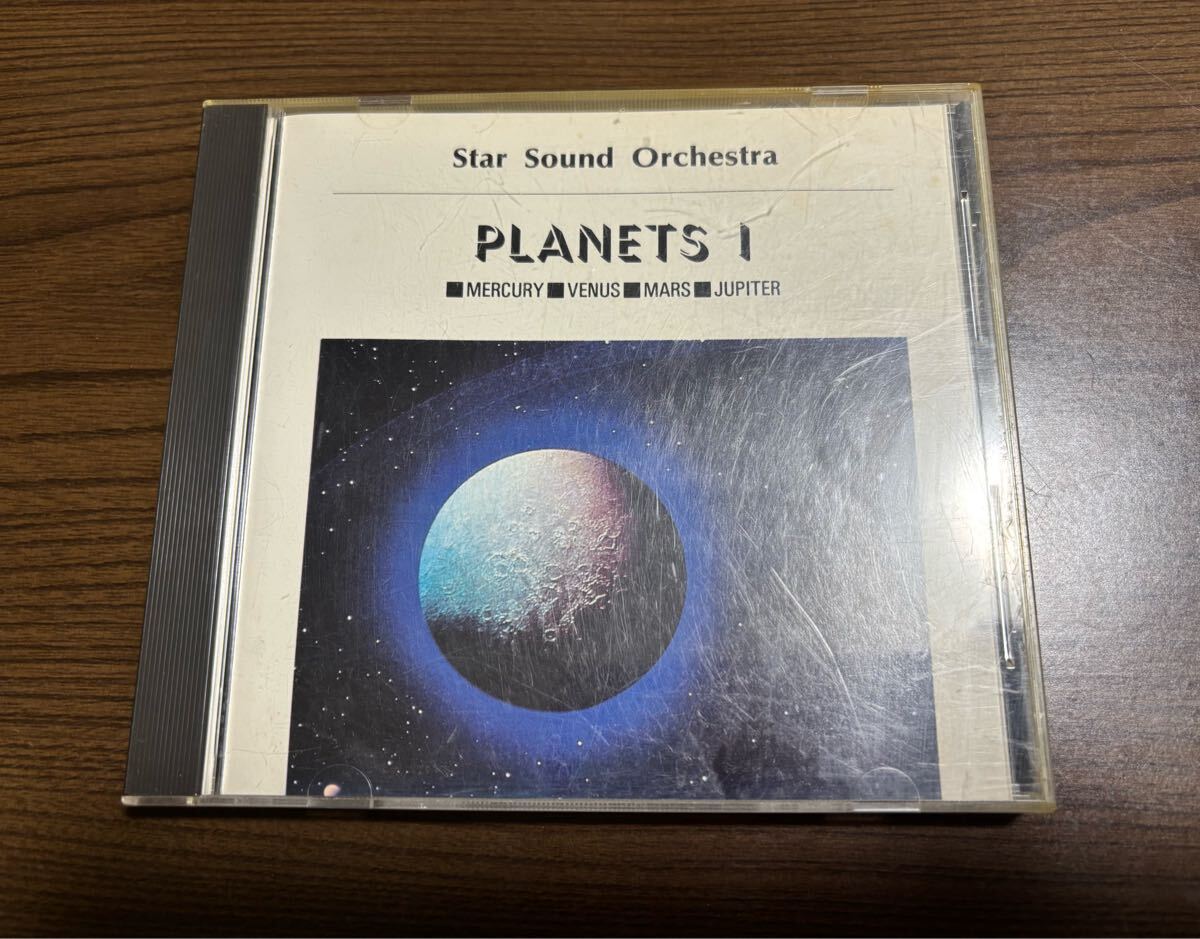 Star Sound Orchestra
PLANETS I
■MERCURY■VENUS■MARS■JUPITER